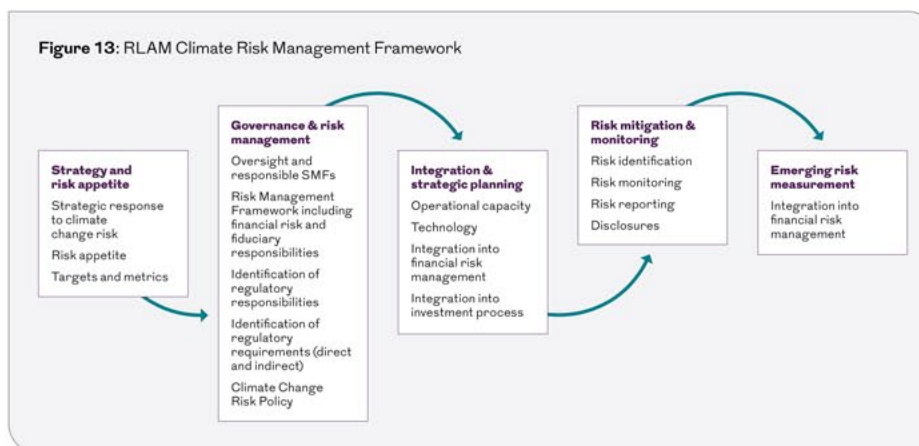 Figure 13: RLAM Climate Risk Management Framework
Strategy and
risk appetite
Strategic response
to climate
change risk
Risk appetite
Targets and metrics
Governance & risk
management
Oversight and
responsible SMFs
Risk Management
Framework including
financial risk and
fiduciary
responsibilities
Identification of
regulatory
responsibilities
Identification of
regulatory
requirements (direct
and indirect)
Climate Change
Risk Policy
Integration &
strategic planning
Operational capacity
Technology
Integration into
financial risk
management
Integration into
investment process
Risk mitigation &
monitoring
Risk identification
Risk monitoring
Risk reporting
Disclosures
Emerging risk
measurement
Integration into
financial risk
management